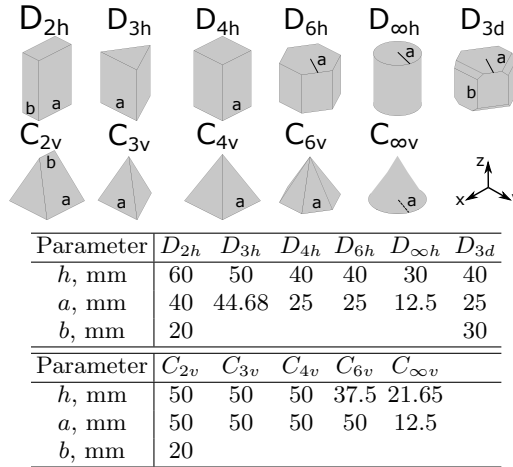 D2h D3h D4h D6h D∞h D3d
a a a
b a a a b
C2v C3v C4v C6v C∞v
b z
a a a a a x
Parameter D2h D3h D4h D6h D∞h D3d
h, mm 60 50 40 40 30 40
a, mm 40 44.68 25 25 12.5 25
b, mm 20 30
Parameter C2v C3v C4v C6v C∞v
h, mm 50 50 50 37.5 21.65
a, mm 50 50 50 50 12.5
b, mm 20